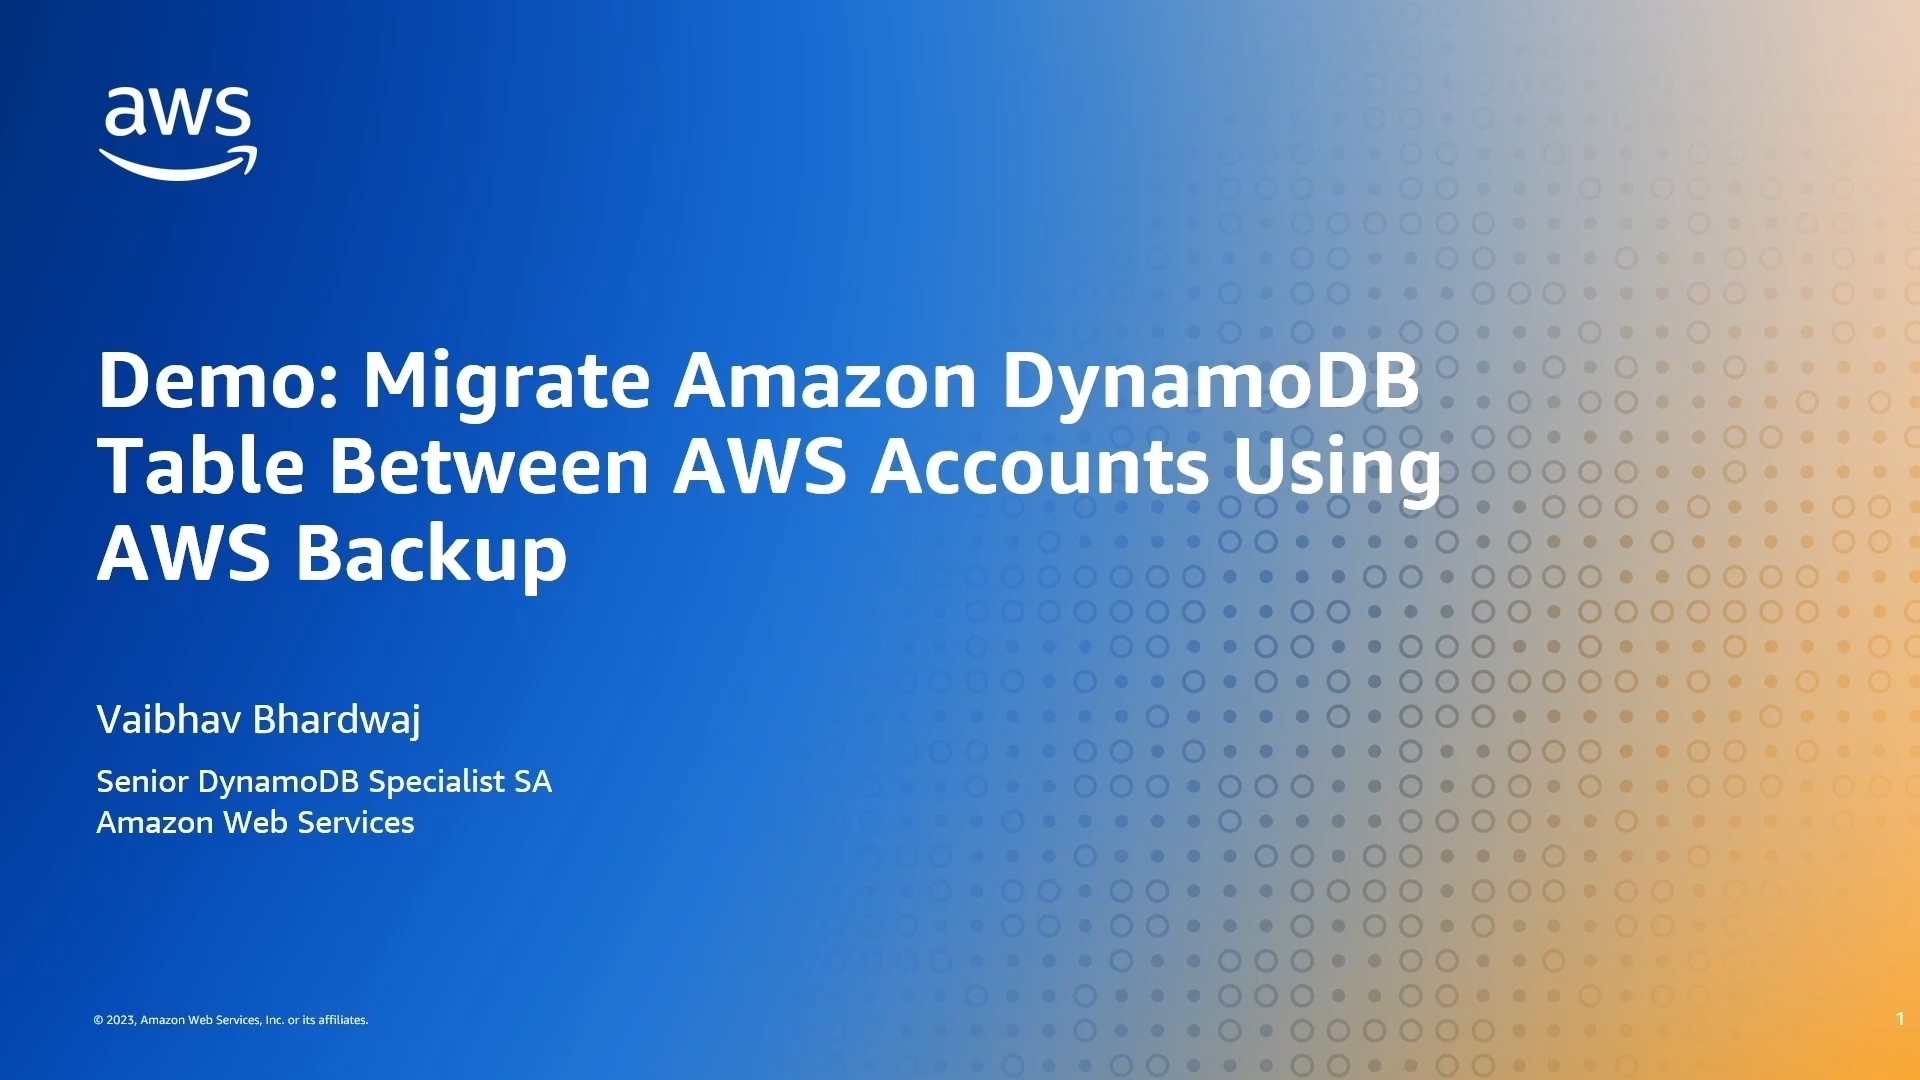 aws
Demo: Migrate Amazon DynamoDB
Table Between AWS Accounts Using
AWS Backup
Vaibhav Bhardwaj
Senior DynamoDB Specialist SA
Amazon Web Services
© 2023, Amazon Web Services, Inc. or its affiliates.
1